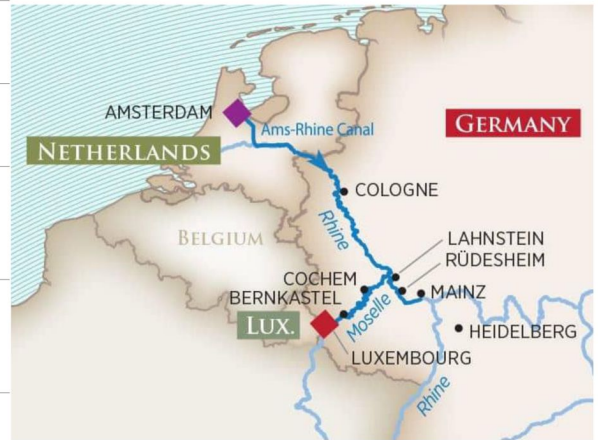 AMSTERDAM
Ams-Rhine Canal
GERMANY
NETHERLANDS
COLOGNE
Rhine
BELGIUM
LAHNSTEIN
RÜDESHEIM
COCHEM
MAINZ
BERNKASTEL
Moselle
LUX.
HEIDELBERG
LUXEMBOURG
Rhine